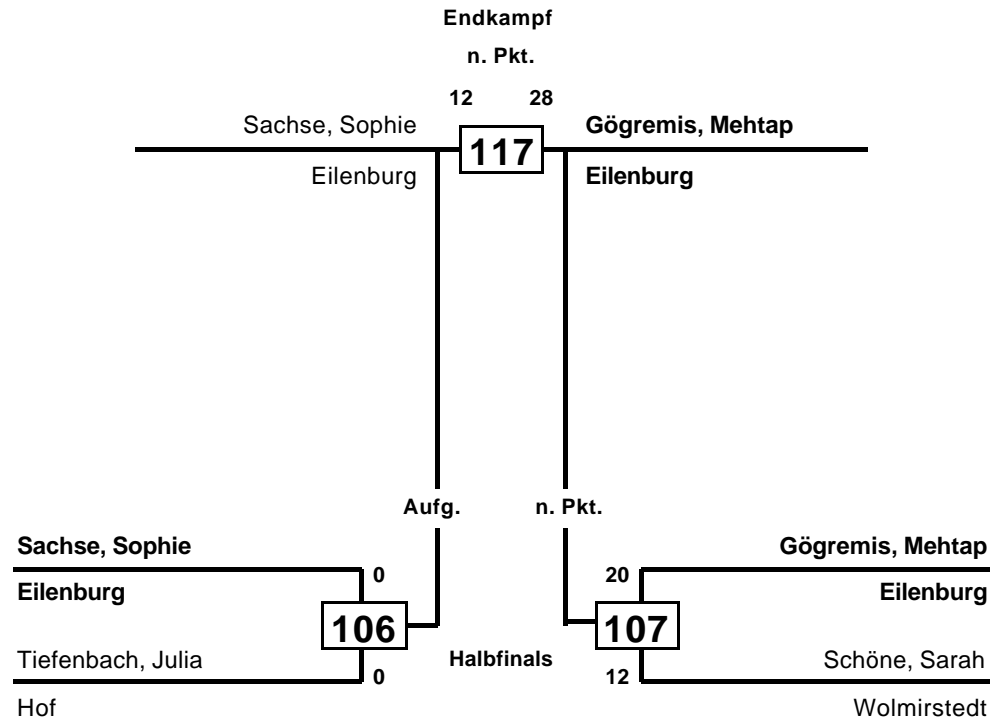 Endkampf
n. Pkt.
12 28
Sachse, Sophie 117 Gögremis, Mehtap
Eilenburg Eilenburg
Aufg. n. Pkt.
Sachse, Sophie Gögremis, Mehtap
0 20
Eilenburg Eilenburg
106 107
Tiefenbach, Julia Halbfinals Schöne, Sarah
0 12
Hof Wolmirstedt